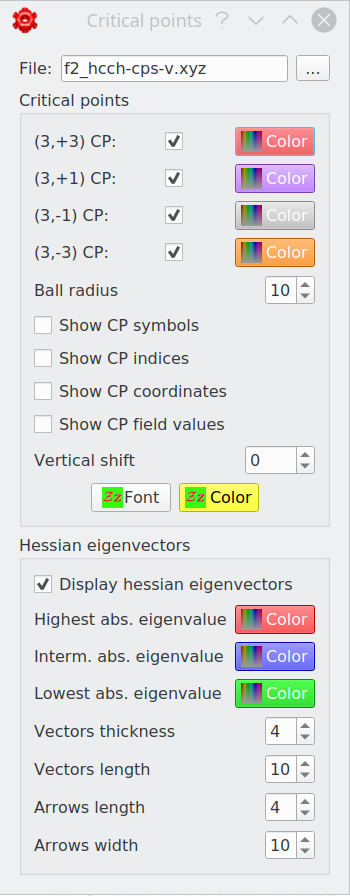 Critical points ?
File: f2_hcch-cps-v.xyz ...
Critical points
(3,+3) CP: Color
(3,+1) CP: Color
(3,-1) CP: Color
(3,-3) CP: Color
Ball radius 10
Show CP symbols
Show CP indices
Show CP coordinates
Show CP field values
Vertical shift 0
Zz Font Zz Color
Hessian eigenvectors
Display hessian eigenvectors
Highest abs. eigenvalue Color
Interm. abs. eigenvalue Color
Lowest abs. eigenvalue Color
Vectors thickness 4
Vectors length 10
Arrows length 4
Arrows width 10